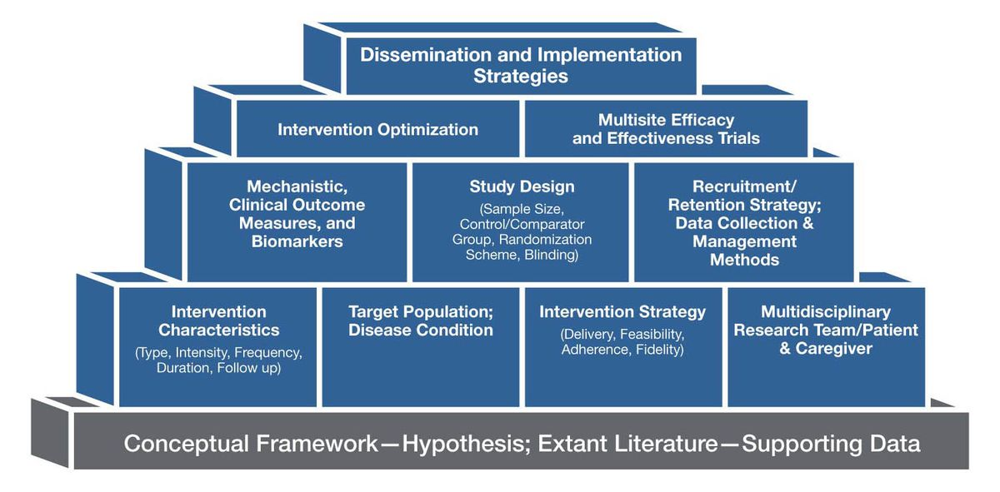 Dissemination and Implementation
Strategies
Intervention Optimization
Multisite Efficacy
and Effectiveness Trials
Mechanistic,
Clinical Outcome
Measures, and
Biomarkers
Study Design
(Sample Size,
Control/Comparator
Group, Randomization
Scheme, Blinding)
Recruitment/
Retention Strategy;
Data Collection &
Management
Methods
Intervention
Characteristics
(Type, Intensity, Frequency,
Duration, Follow up)
Target Population;
Disease Condition
Intervention Strategy
(Delivery, Feasibility,
Adherence, Fidelity)
Multidisciplinary
Research Team/Patient
& Caregiver
Conceptual Framework—Hypothesis; Extant Literature—Supporting Data